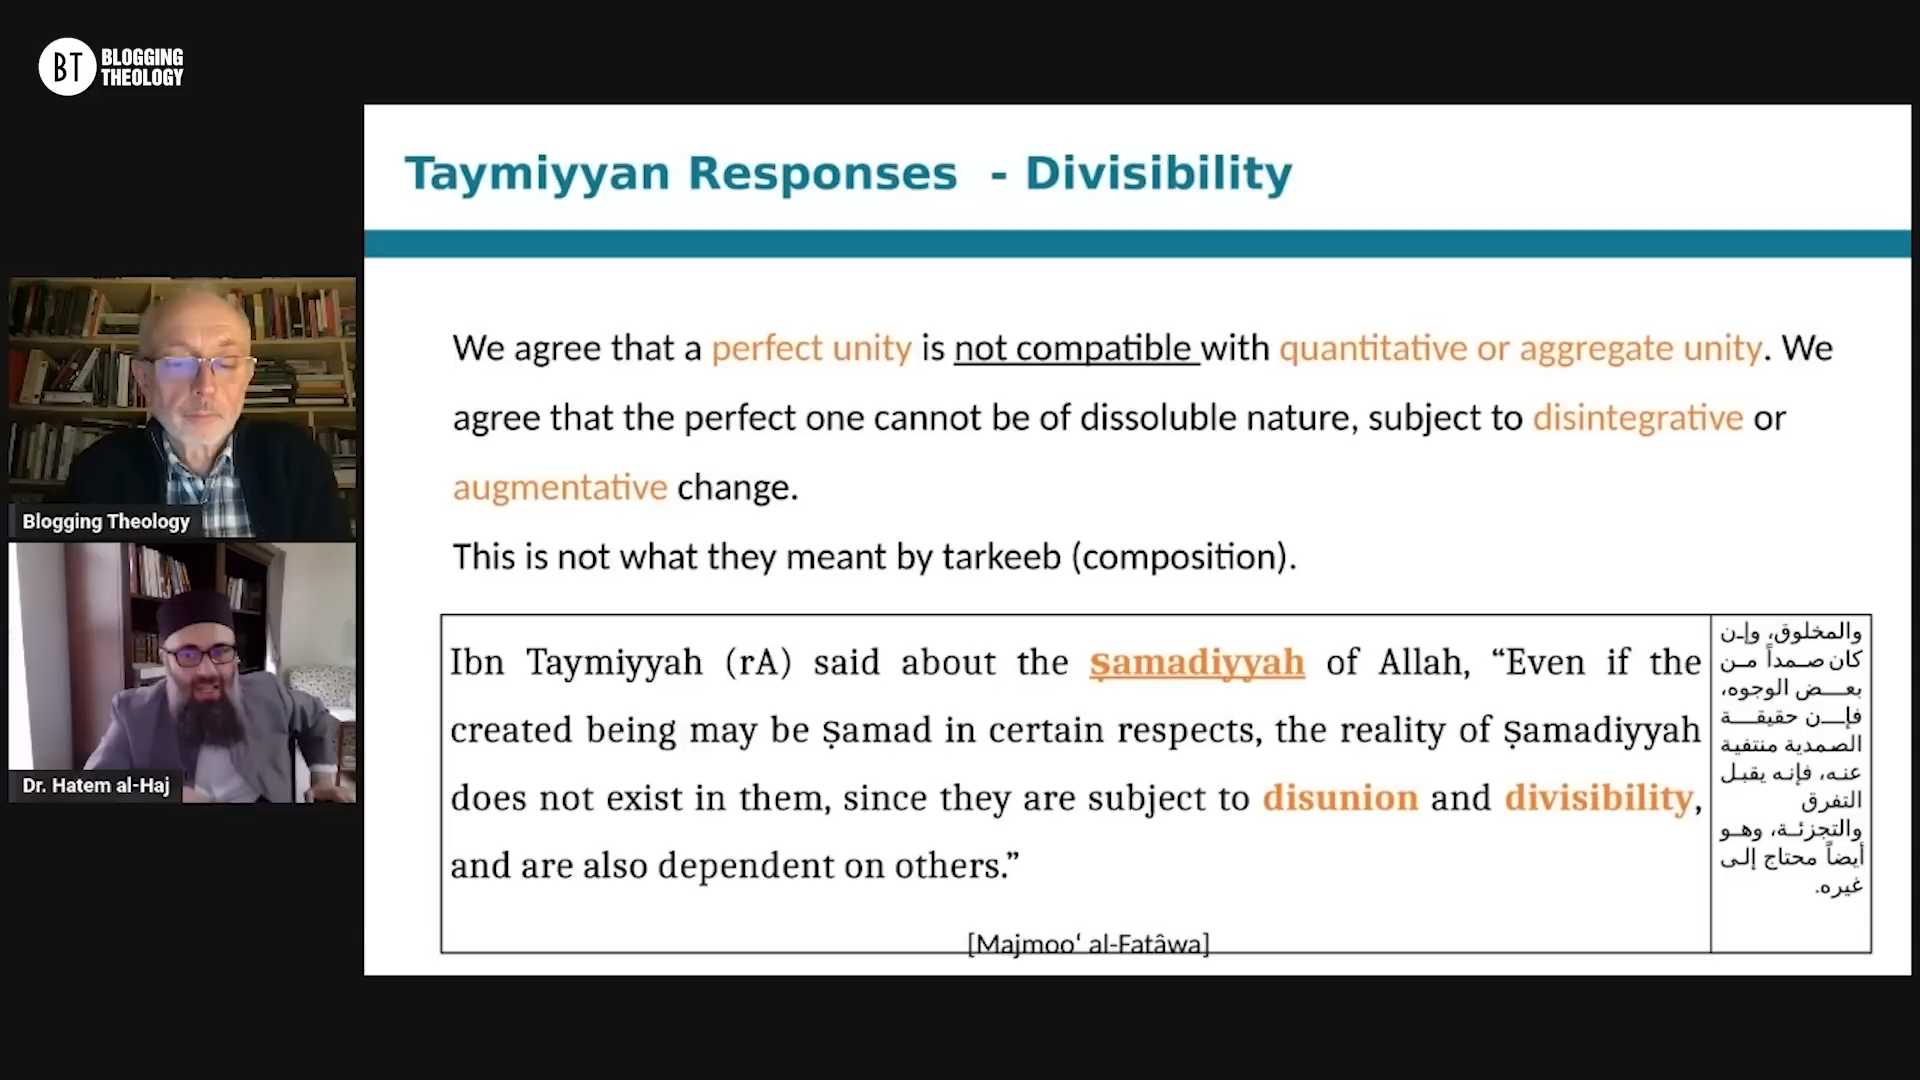 BT BLOGGING
THEOLOGY
Taymiyyan Responses - Divisibility
We agree that a perfect unity is not compatible with quantitative or aggregate unity. We
agree that the perfect one cannot be of dissoluble nature, subject to disintegrative or
augmentative change.
This is not what they meant by tarkeeb (composition).
Ibn Taymiyyah (rA) said about the Ṣamadiyyah of Allah, “Even if the
created being may be Ṣamad in certain respects, the reality of Ṣamadiyyah
does not exist in them, since they are subject to disunion and divisibility,
and are also dependent on others.”
[Majmoo‘ al-Fatâwa]
والمخلوق، وإن
كان صمداً من
بعض الوجوه،
فإن حقيقة
الصمدية منتفية
عنه، فإنه يقبل
التفرق
والتجزئة، وهو
أيضاً محتاج إلى
غيره.
Blogging Theology
Dr. Hatem al-Haj